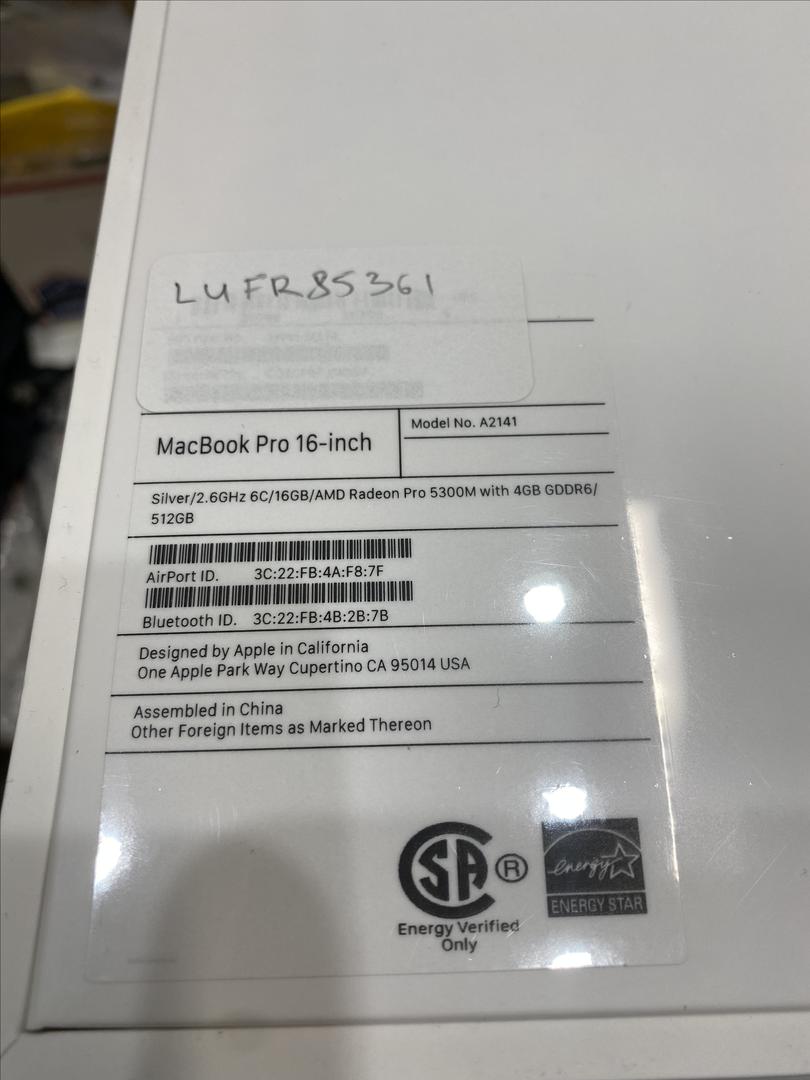 LUFR85361
MacBook Pro 16-inch
Model No. A2141
Silver/2.6GHz 6C/16GB/AMD Radeon Pro 5300M with 4GB GDDR6/
512GB
AirPort ID. 3C:22:FB:4A:F8:7F
Bluetooth ID. 3C:22:FB:4B:2B:7B
Designed by Apple in California
One Apple Park Way Cupertino CA 95014 USA
Assembled in China
Other Foreign Items as Marked Thereon
SA ®
Energy Verified
Only
energy
ENERGY STAR